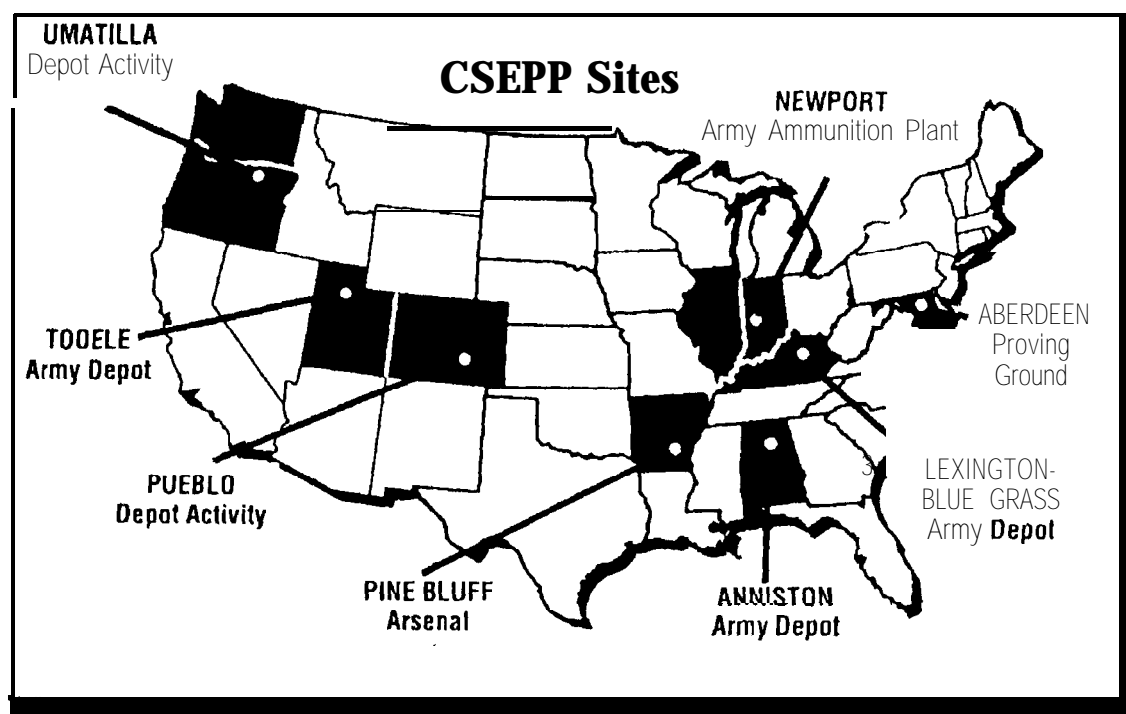 UMATILLA
Depot Activity
CSEPP Sites
NEWPORT
Army Ammunition Plant
TOOELE
Army Depot
ABERDEEN
Proving
Ground
PUEBLO
Depot Activity
LEXINGTON-
BLUE GRASS
Army Depot
PINE BLUFF
Arsenal
ANNISTON
Army Depot
3